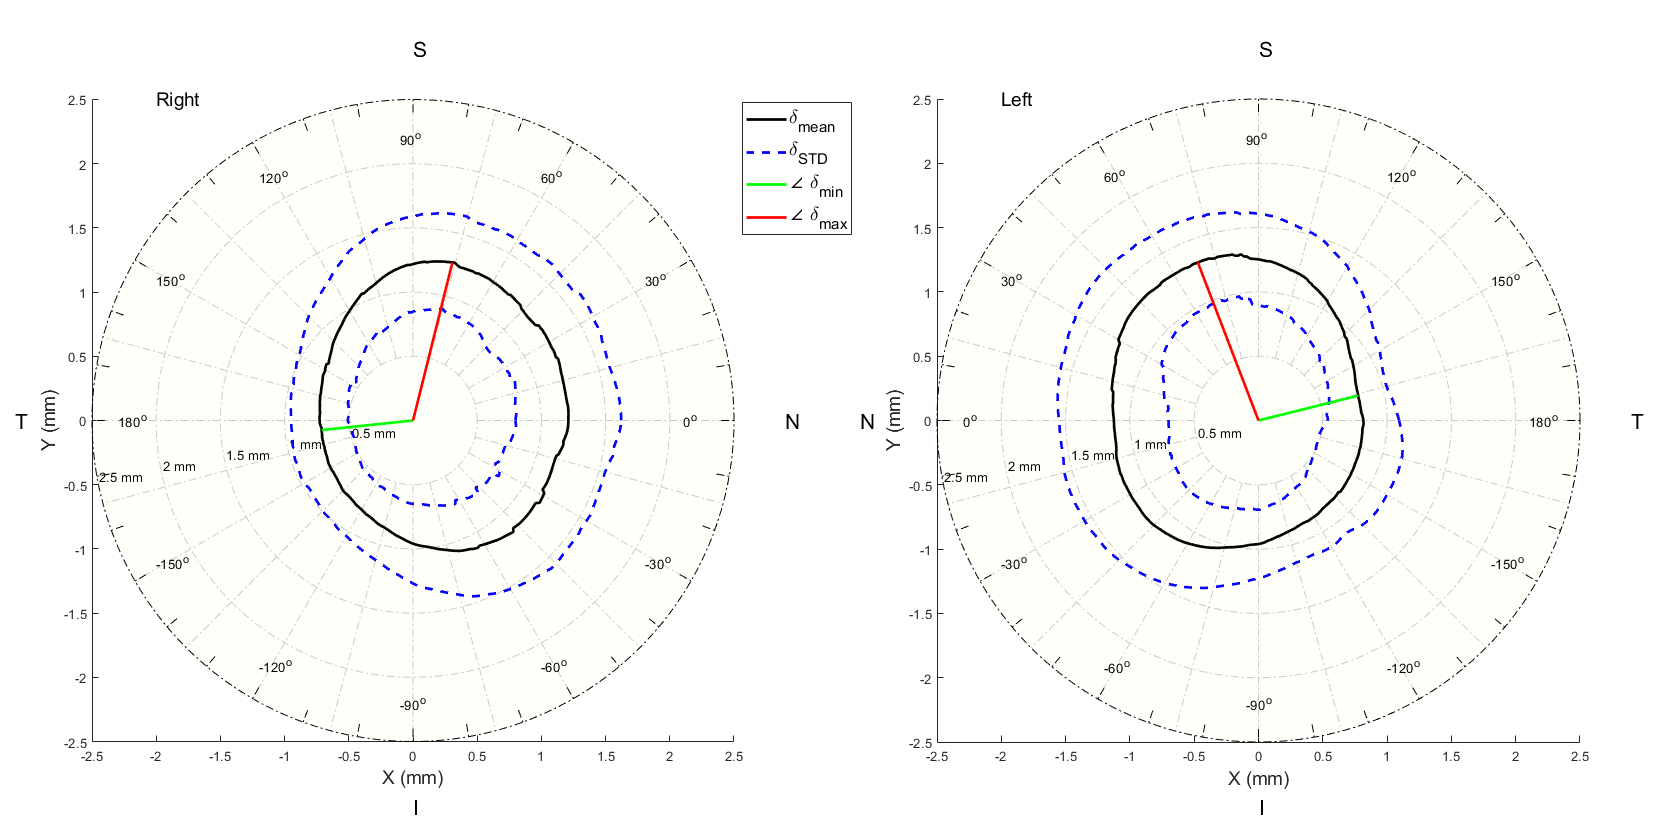 S
Right
2.5
2
1.5
1
0.5
0
-0.5
-1
-1.5
-2
-2.5
Y (mm)
T
N
90°
120°
60°
150°
30°
180°
0°
-150°
-30°
-120°
-60°
-90°
0.5 mm
mm
1.5 mm
2 mm
2.5 mm
-2.5 -2 -1.5 -1 -0.5 0 0.5 1 1.5 2 2.5
X (mm)
I
δmean
δSTD
∠ δmin
∠ δmax
S
Left
2.5
2
1.5
1
0.5
0
-0.5
-1
-1.5
-2
-2.5
Y (mm)
N
T
90°
60°
120°
30°
150°
0°
180°
-30°
-150°
-60°
-120°
-90°
0.5 mm
1 mm
1.5 mm
2 mm
2.5 mm
-2.5 -2 -1.5 -1 -0.5 0 0.5 1 1.5 2 2.5
X (mm)
I